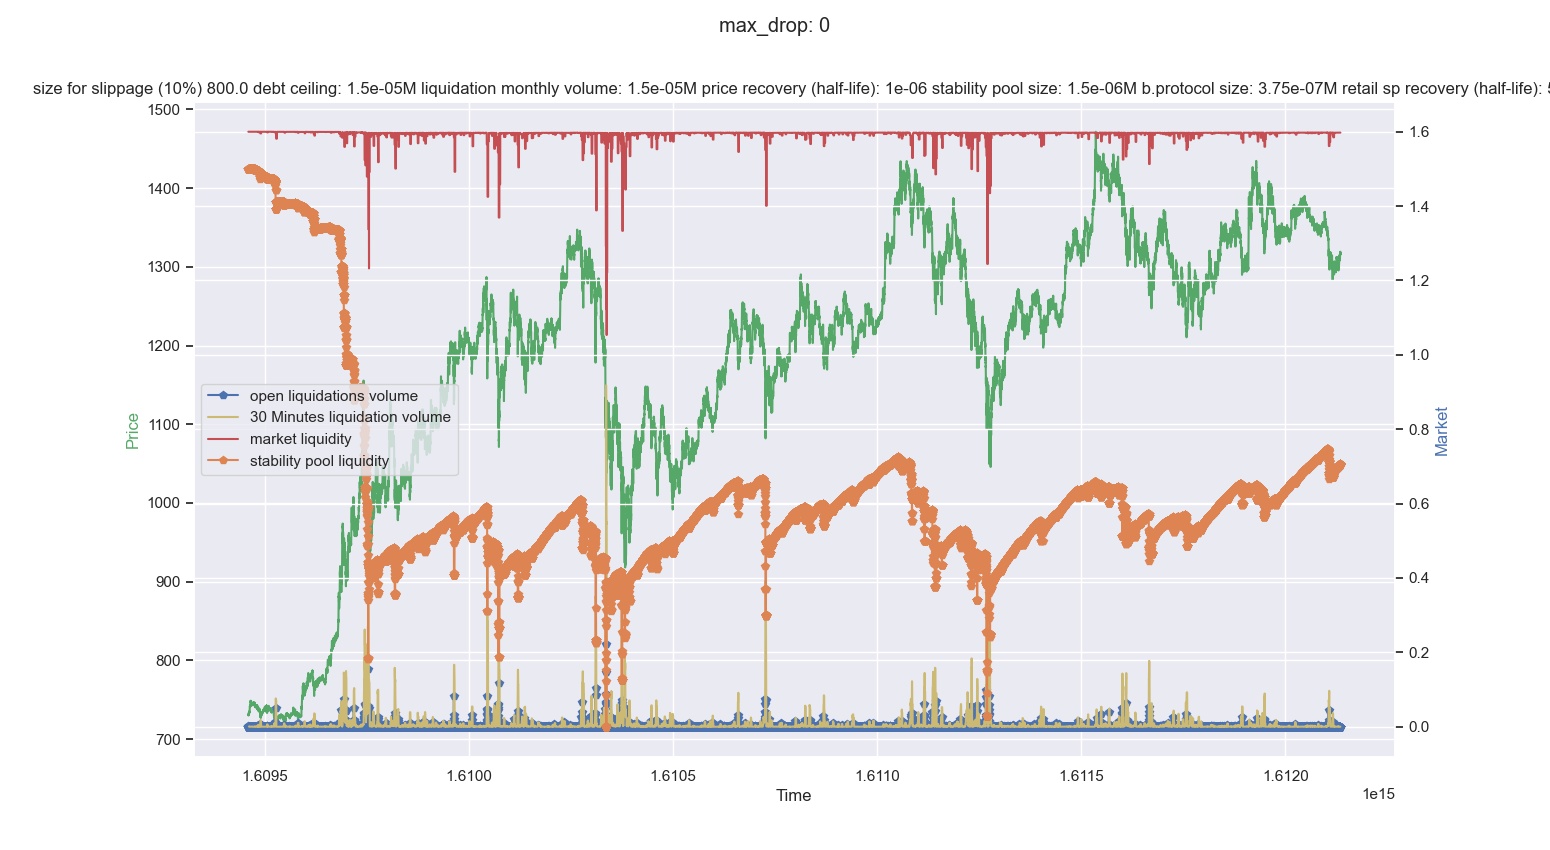 max_drop: 0
size for slippage (10%) 800.0 debt ceiling: 1.5e-05M liquidation monthly volume: 1.5e-05M price recovery (half-life): 1e-06 stability pool size: 1.5e-06M b.protocol size: 3.75e-07M retail sp recovery (half-life):
1500
1400
1300
1200
1100
1000
900
800
700
Price
open liquidations volume
30 Minutes liquidation volume
market liquidity
stability pool liquidity
1.6
1.4
1.2
1.0
0.8
0.6
0.4
0.2
0.0
Market
1.6095 1.6100 1.6105 1.6110 1.6115 1.6120
Time
1e15